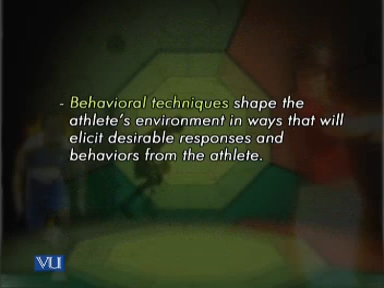 - Behavioral techniques shape the
athlete's environment in ways that will
elicit desirable responses and
behaviors from the athlete.
VU